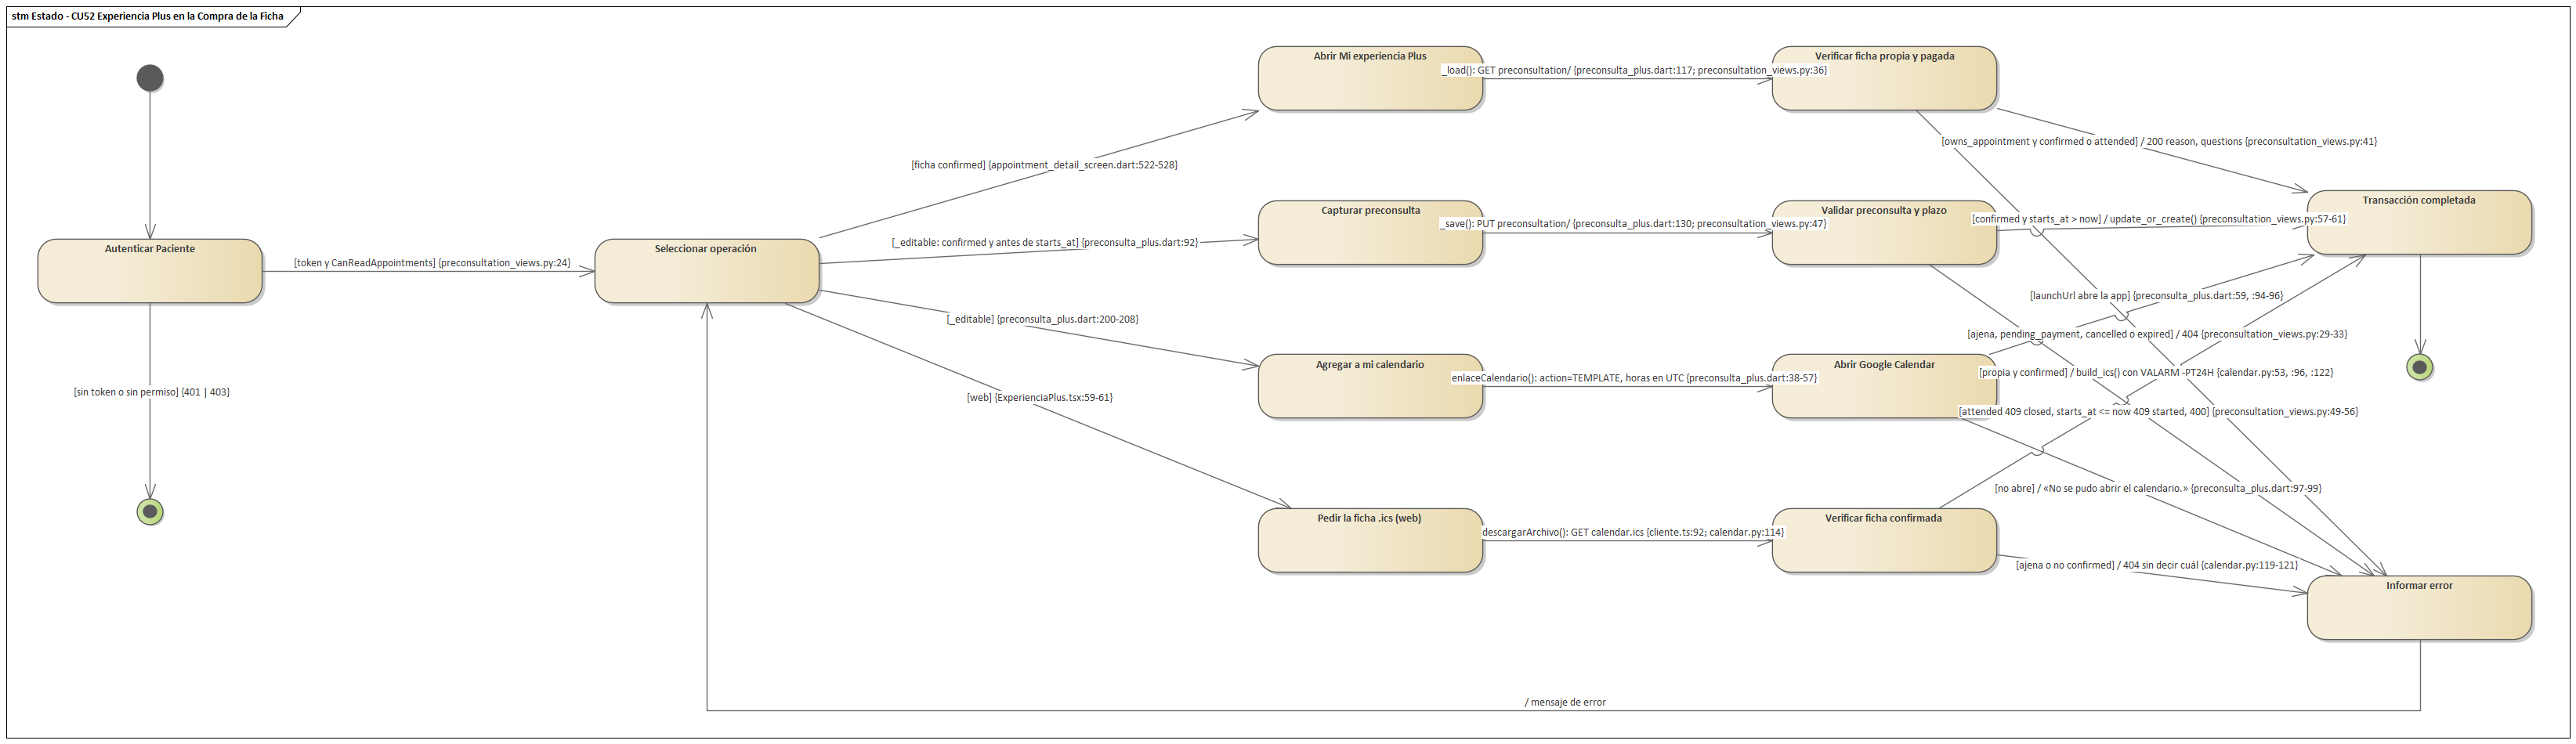 stm Estado - CU52 Experiencia Plus en la Compra de la Ficha
Abrir Mi experiencia Plus
Verificar ficha propia y pagada
_load(): GET preconsultation/ {preconsulta_plus.dart:117; preconsultation_views.py:36}
[owns_appointment y confirmed o attended] / 200 reason, questions {preconsultation_views.py:41}
[ficha confirmed] {appointment_detail_screen.dart:522-528}
Capturar preconsulta
Validar preconsulta y plazo
Transacción completada
_save(): PUT preconsultation/ {preconsulta_plus.dart:130; preconsultation_views.py:47}
[confirmed y starts_at > now] / update_or_create() {preconsultation_views.py:57-61}
Autenticar Paciente
Seleccionar operación
[_editable: confirmed y antes de starts_at] {preconsulta_plus.dart:92}
[token y CanReadAppointments] {preconsultation_views.py:24}
[launchUrl abre la app] {preconsulta_plus.dart:59, :94-96}
[_editable] {preconsulta_plus.dart:200-208}
[ajena, pending_payment, cancelled o expired] / 404 {preconsultation_views.py:29-33}
Agregar a mi calendario
Abrir Google Calendar
enlaceCalendario(): action=TEMPLATE, horas en UTC {preconsulta_plus.dart:38-57}
[propia y confirmed] / build_ics() con VALARM -PT24H {calendar.py:53, :96, :122}
[sin token o sin permiso] {401 | 403}
[web] {ExperienciaPlus.tsx:59-61}
[attended 409 closed, starts_at <= now 409 started, 400] {preconsultation_views.py:49-56}
[no abre] / «No se pudo abrir el calendario.» {preconsulta_plus.dart:97-99}
Pedir la ficha .ics (web)
Verificar ficha confirmada
descargarArchivo(): GET calendar.ics {cliente.ts:92; calendar.py:114}
[ajena o no confirmed] / 404 sin decir cuál {calendar.py:119-121}
Informar error
/ mensaje de error